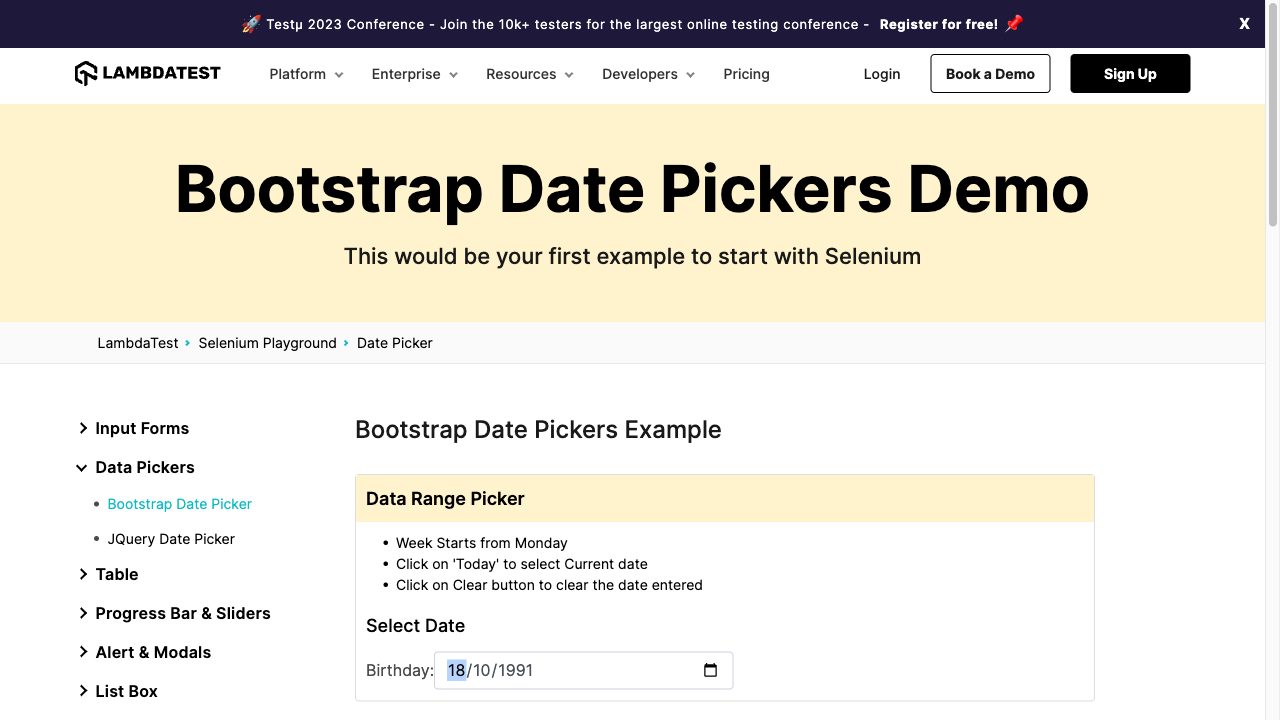 🚀 Testμ 2023 Conference - Join the 10k+ testers for the largest online testing conference - Register for free! 📌 X
LAMBDATEST Platform Enterprise Resources Developers Pricing Login Book a Demo Sign Up
Bootstrap Date Pickers Demo
This would be your first example to start with Selenium
LambdaTest Selenium Playground Date Picker
Input Forms
Data Pickers
Bootstrap Date Picker
JQuery Date Picker
Table
Progress Bar & Sliders
Alert & Modals
List Box
Bootstrap Date Pickers Example
Data Range Picker
Week Starts from Monday
Click on 'Today' to select Current date
Click on Clear button to clear the date entered
Select Date
Birthday: 18/10/1991